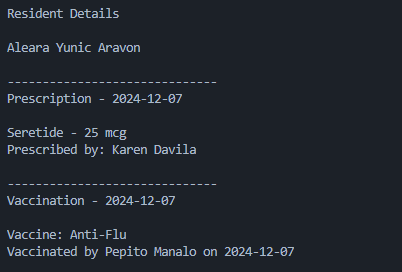 Resident Details
Aleara Yunic Aravon
------------------------------
Prescription - 2024-12-07
Seretide - 25 mcg
Prescribed by: Karen Davila
------------------------------
Vaccination - 2024-12-07
Vaccine: Anti-Flu
Vaccinated by Pepito Manalo on 2024-12-07